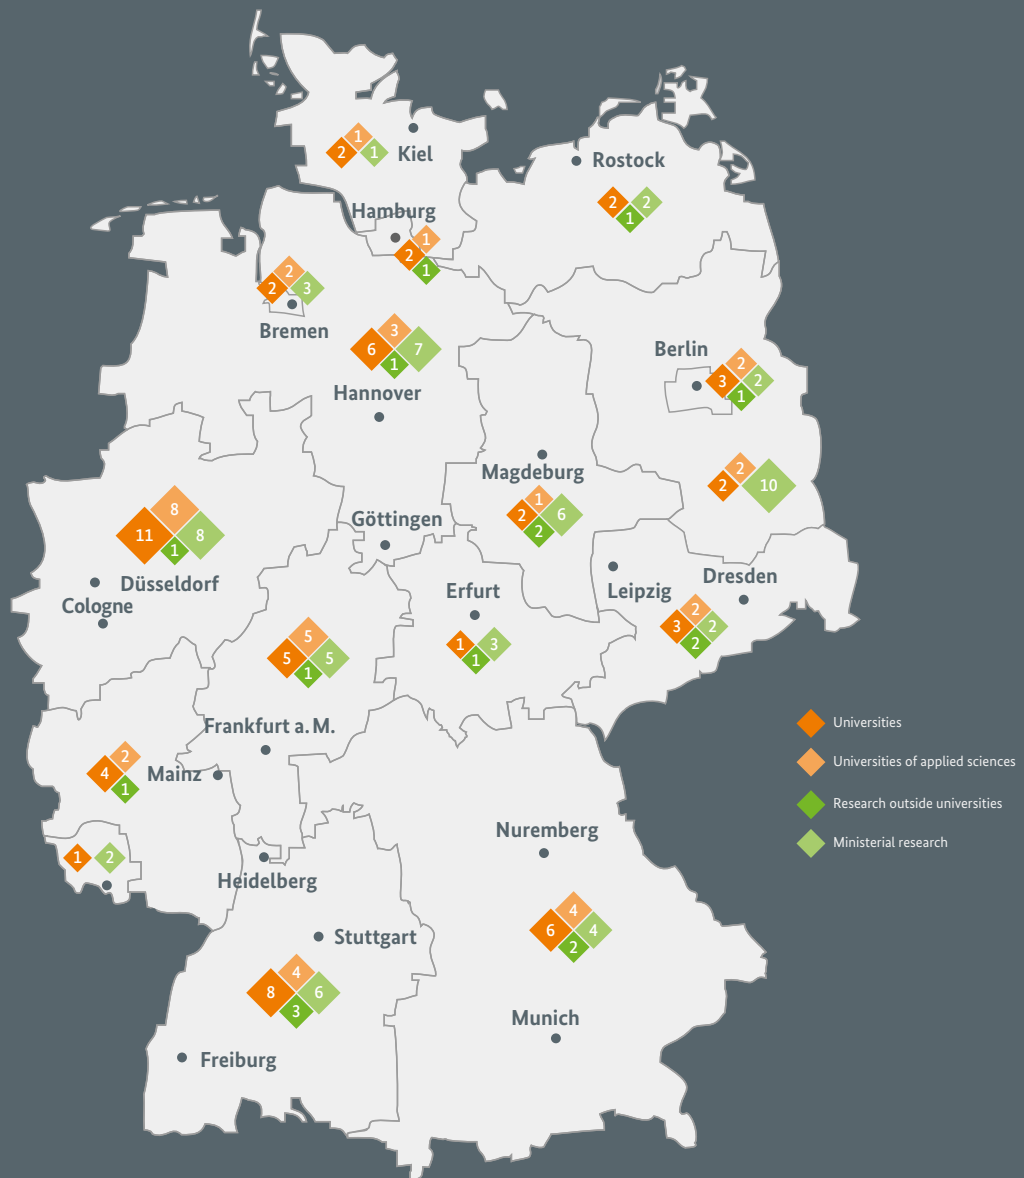 1
2
1
Kiel
Rostock
2
2
1
Hamburg
1
2
1
2
2
3
Bremen
3
6
7
1
Hannover
Berlin
2
3
2
1
Magdeburg
2
2
10
1
2
6
2
8
11
8
1
Göttingen
Düsseldorf
Cologne
Erfurt
1
3
1
Leipzig
Dresden
2
3
2
2
5
5
5
1
Frankfurt a. M.
Universities
Universities of applied sciences
Research outside universities
Ministerial research
2
4
1
Mainz
1
2
Heidelberg
Nuremberg
4
6
4
2
Stuttgart
4
8
6
3
Munich
Freiburg